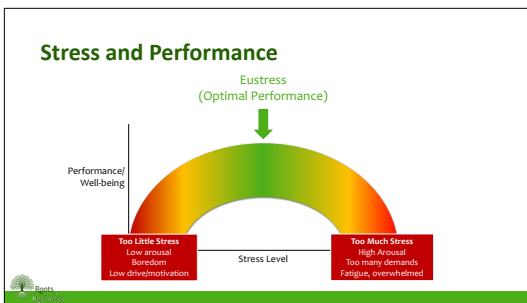 Stress and Performance
Eustress
(Optimal Performance)
Performance/
Well-being
Too Little Stress
Low arousal
Boredom
Low drive/motivation
Stress Level
Too Much Stress
High Arousal
Too many demands
Fatigue, overwhelmed
Roots